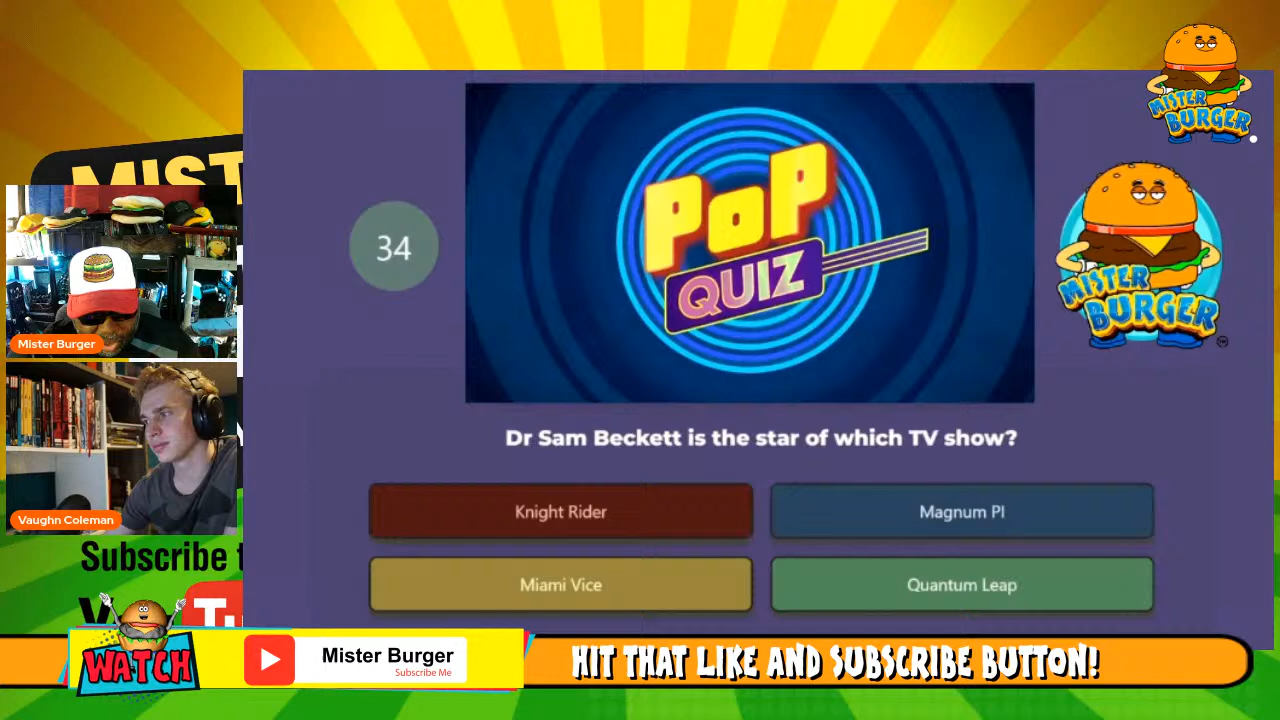 MISTER
BURGER
MIST
34
POP
QUIZ
MISTER
BURGER
TM
Mister Burger
Dr Sam Beckett is the star of which TV show?
Knight Rider
Magnum PI
Vaughn Coleman
Miami Vice
Quantum Leap
Subscribe t
WATCH
Mister Burger
Subscribe Me
HIT THAT LIKE AND SUBSCRIBE BUTTON!